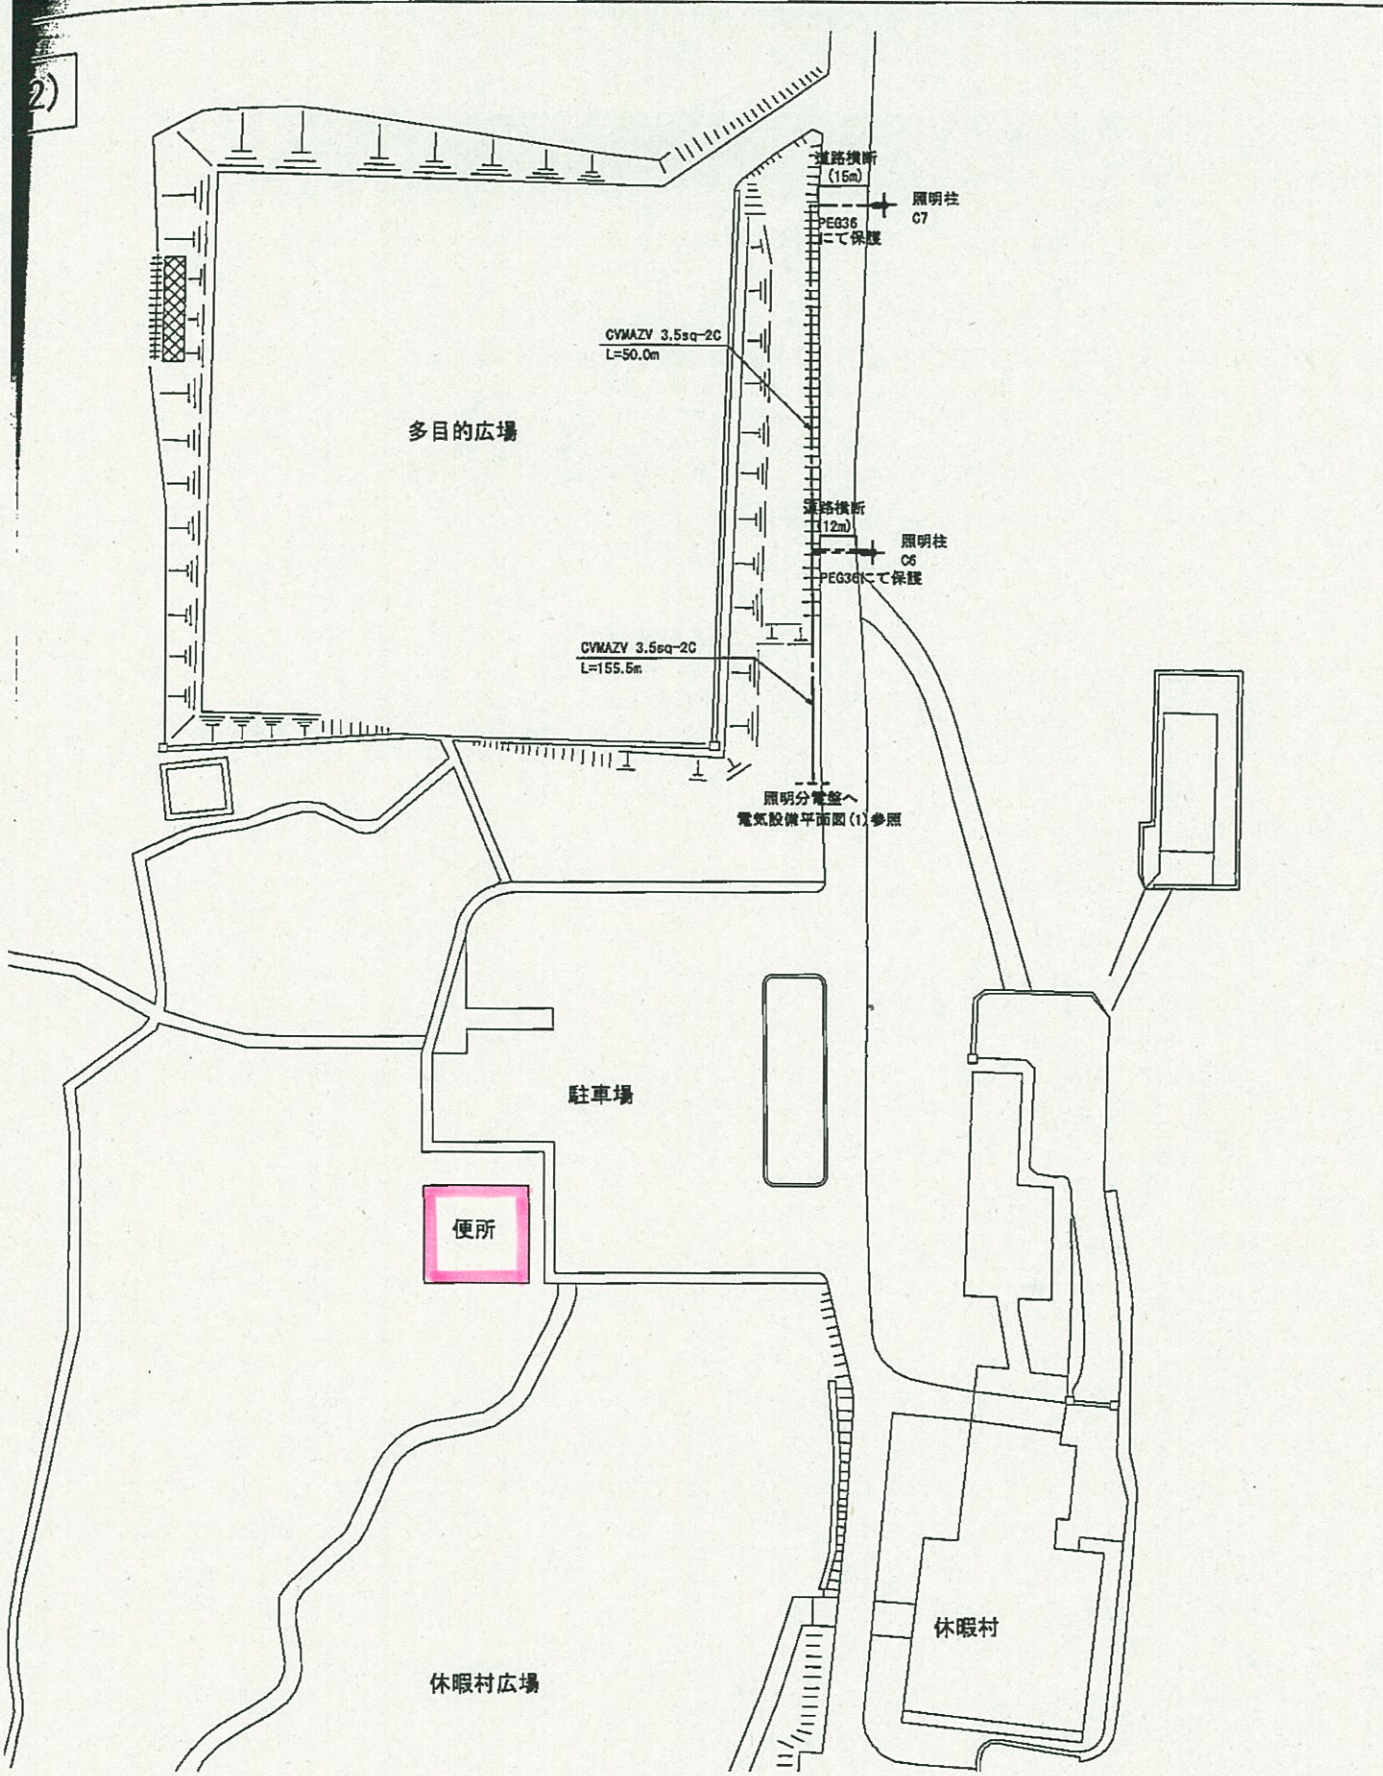 2)
道路横断
(15m)
照明柱
C7
PEG36
にて保護
CVMAZV 3.5sq-2C
L=50.0m
多目的広場
道路横断
(12m)
照明柱
C6
PEG36にて保護
CVMAZV 3.5sq-2C
L=155.5m
照明分電盤へ
電気設備平面図(1)参照
駐車場
便所
休暇村
休暇村広場